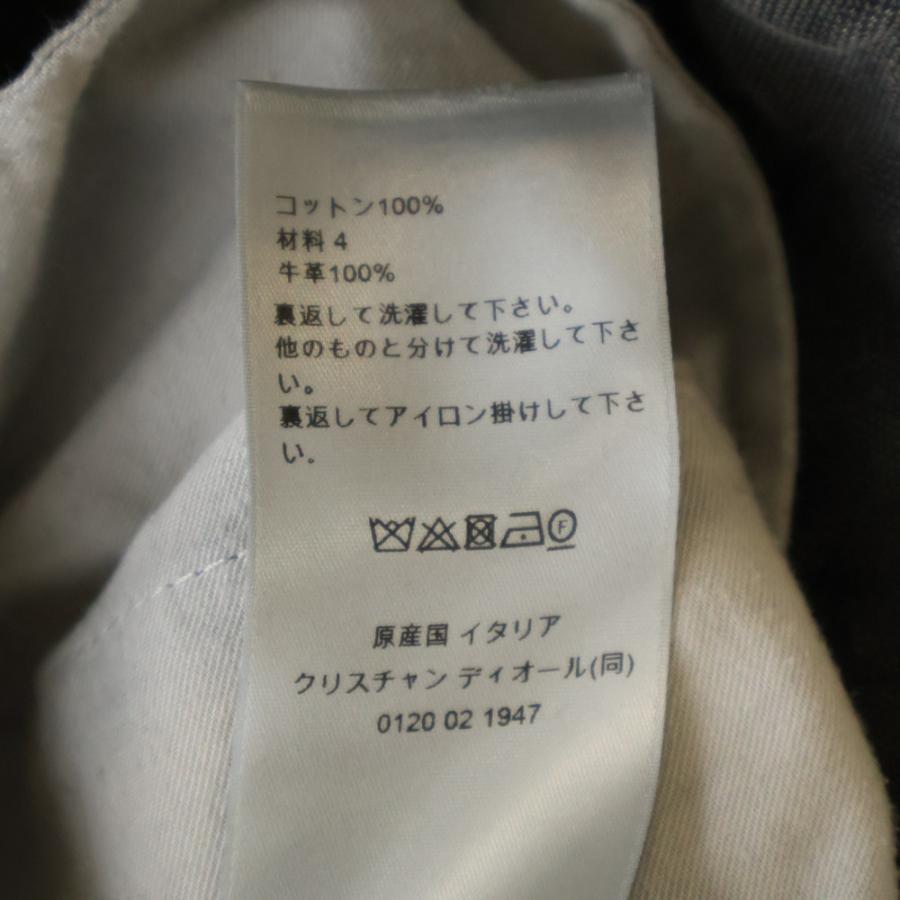 コットン100%
材料 4
牛革100%
裏返して洗濯して下さい。
他のものと分けて洗濯して下さ
い。
裏返してアイロン掛けして下さ
い.
F
原産国 イタリア
クリスチャン ディオール(同)
0120 02 1947